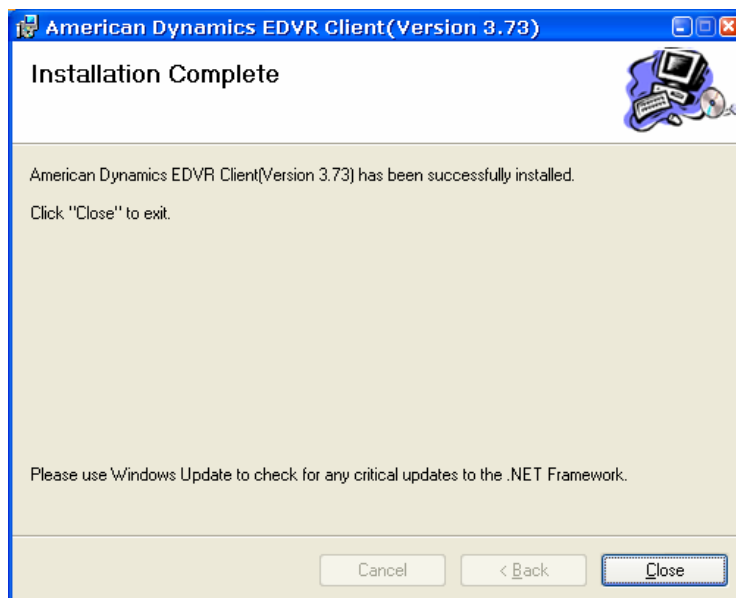 American Dynamics EDVR Client(Version 3.73)
Installation Complete
American Dynamics EDVR Client(Version 3.73) has been successfully installed.
Click "Close" to exit.
Please use Windows Update to check for any critical updates to the .NET Framework.
Cancel
< Back
Close